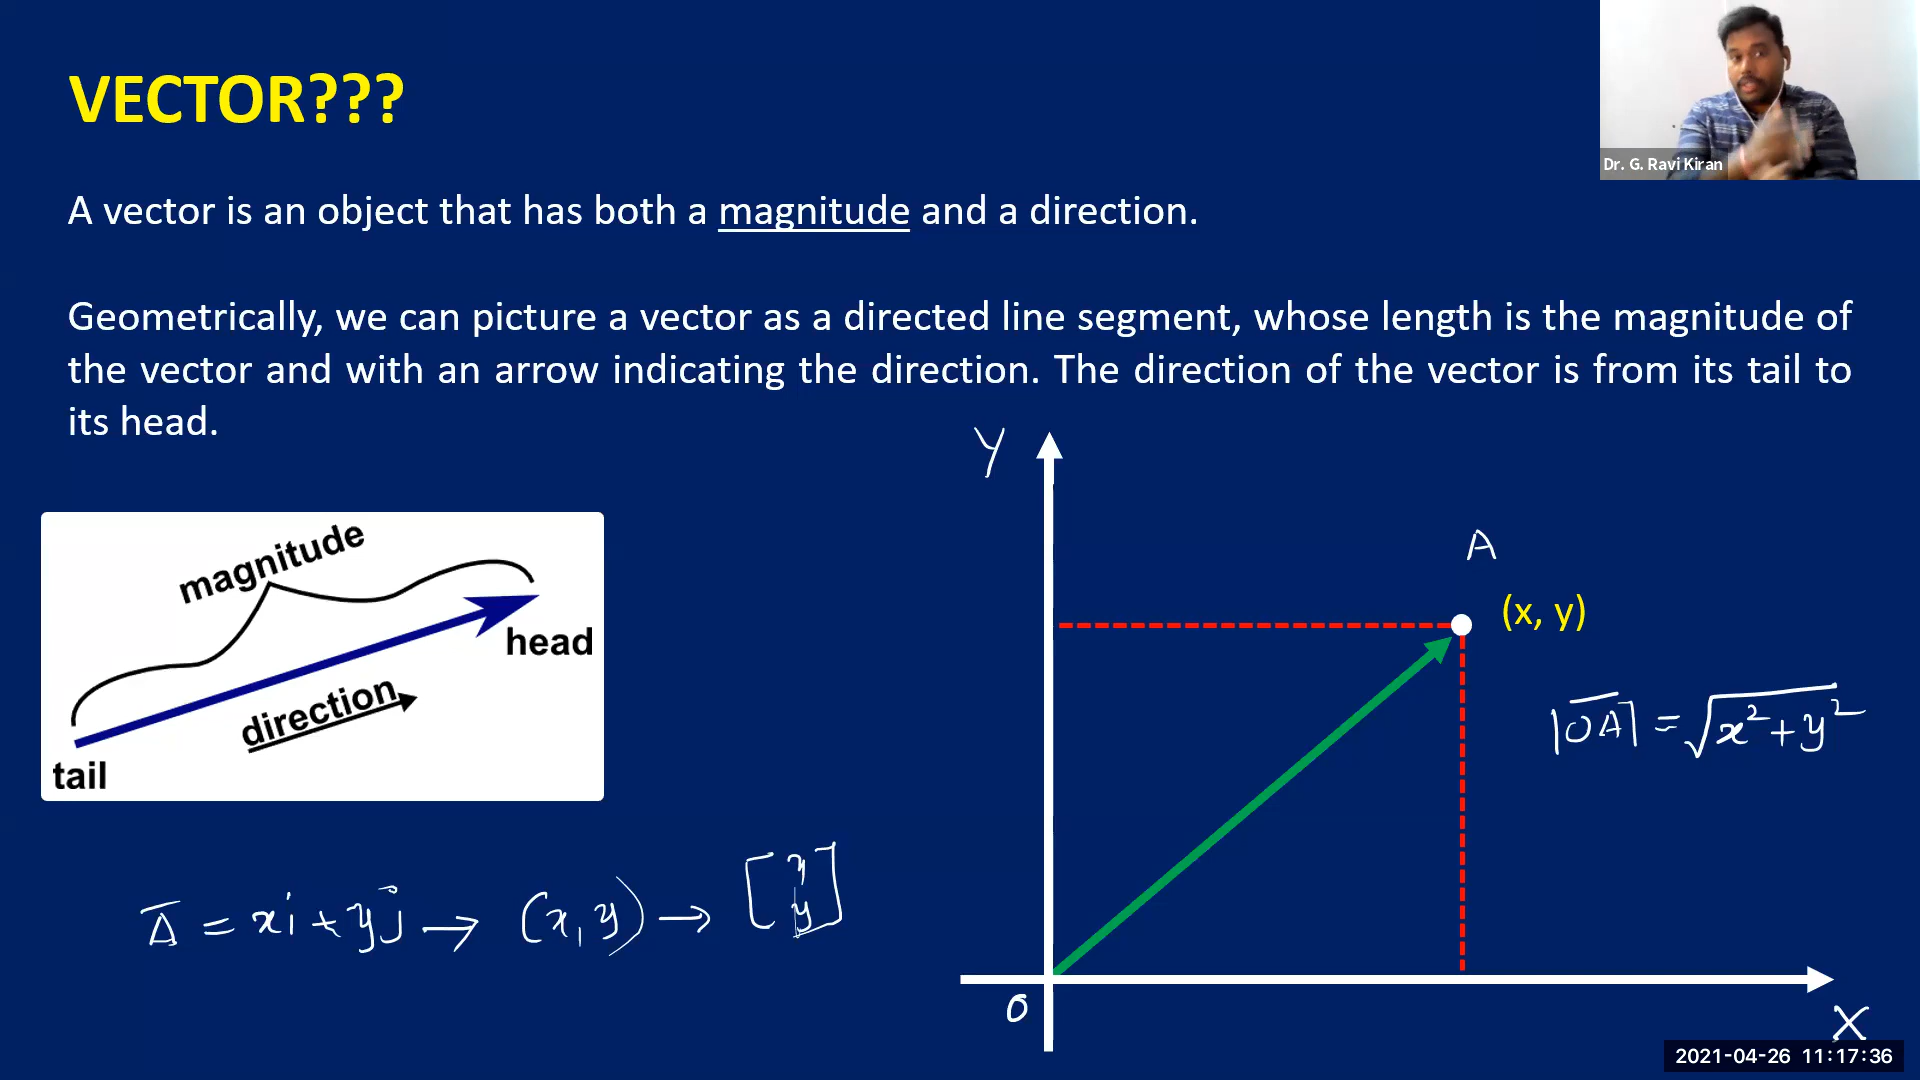 VECTOR???
Dr. G. Ravi Kiran
A vector is an object that has both a magnitude and a direction.
Geometrically, we can picture a vector as a directed line segment, whose length is the magnitude of
the vector and with an arrow indicating the direction. The direction of the vector is from its tail to
its head.
magnitude
head
direction
tail
Y
A
(x, y)
|OA̅| = √x²+y²
A̅ = xi + yj → (x, y) → [x
y]
O
X
2021-04-26 11:17:36